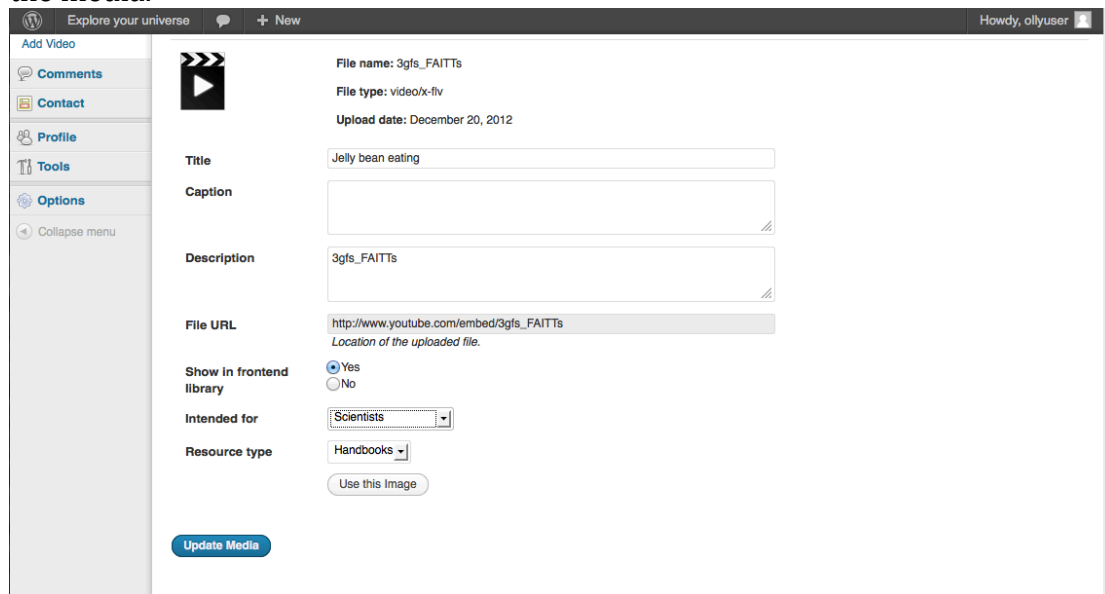 the media.
Explore your universe + New Howdy, ollyuser
Add Video
Comments
Contact
Profile
Tools
Options
Collapse menu
File name: 3gfs_FAITTs
File type: video/x-flv
Upload date: December 20, 2012
Title Jelly bean eating
Caption
Description 3gfs_FAITTs
File URL http://www.youtube.com/embed/3gfs_FAITTs
Location of the uploaded file.
Show in frontend library Yes
No
Intended for Scientists
Resource type Handbooks
Use this Image
Update Media